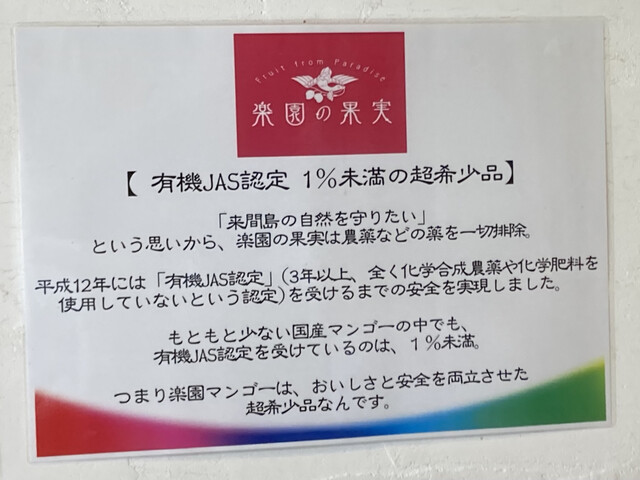 Fruit from Paradise
楽園の果実
【 有機JAS認定 1%未満の超希少品】
「来間島の自然を守りたい」
という思いから、楽園の果実は農薬などの薬を一切排除。
平成12年には「有機JAS認定」(3年以上、全く化学合成農薬や化学肥料を
使用していないという認定)を受けるまでの安全を実現しました。
もともと少ない国産マンゴーの中でも、
有機JAS認定を受けているのは、1%未満。
つまり楽園マンゴーは、おいしさと安全を両立させた
超希少品なんです。